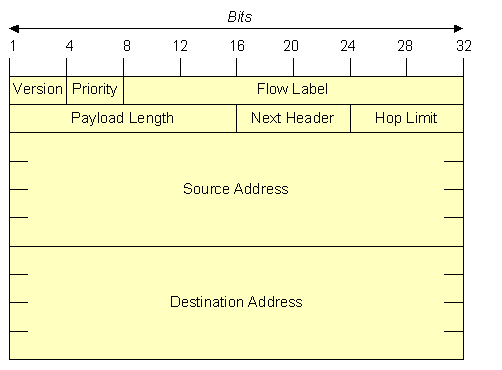 Bits
1 4 8 12 16 20 24 28 32
Version Priority Flow Label
Payload Length Next Header Hop Limit
Source Address
Destination Address